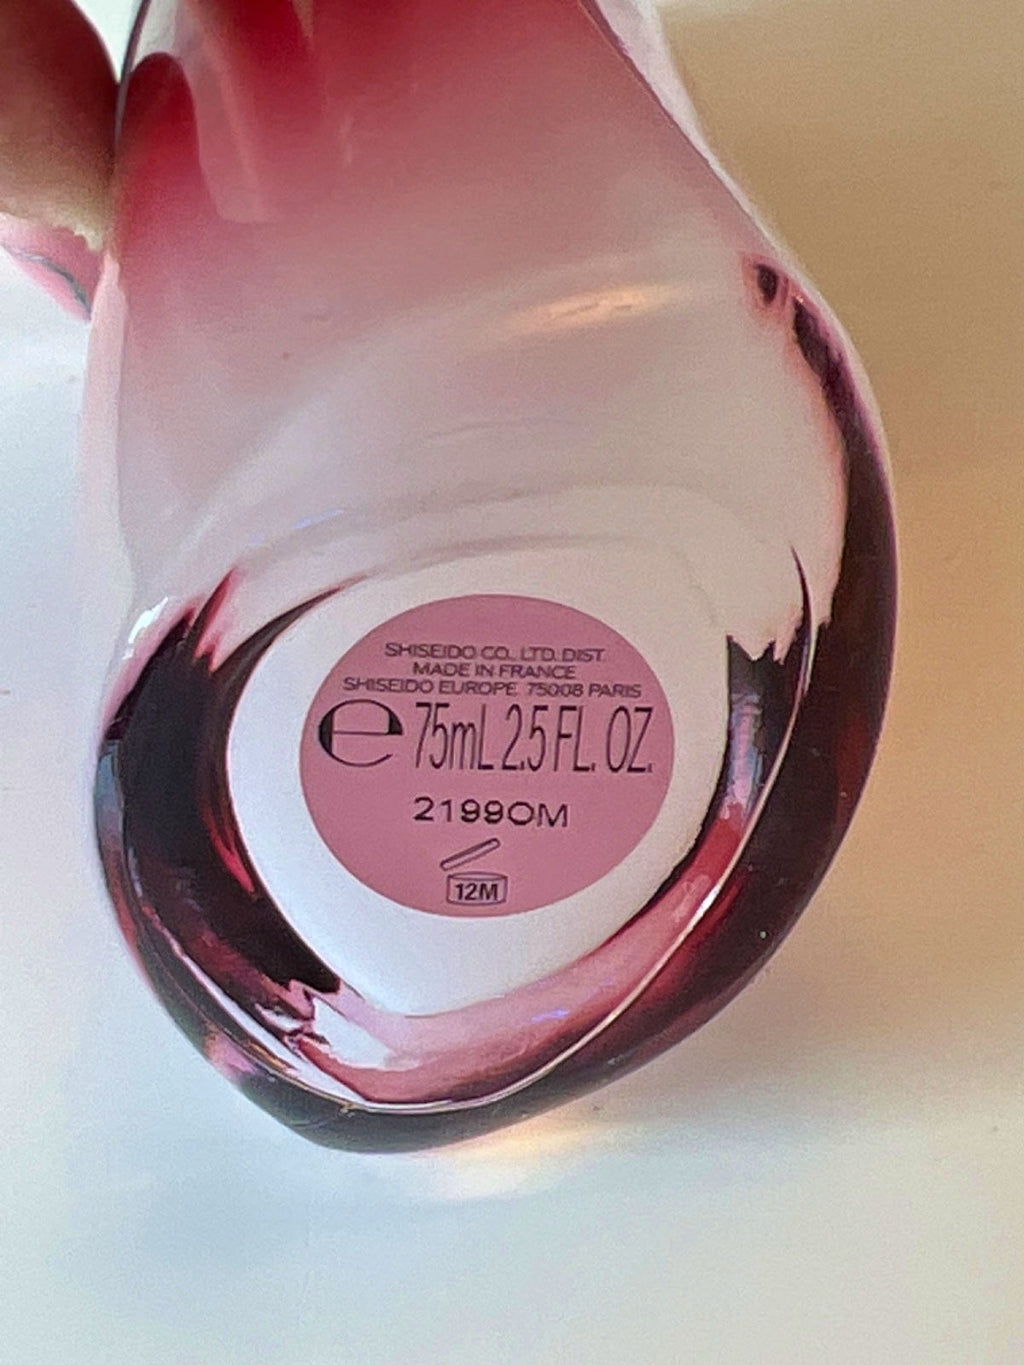 SHISEIDO CO., LTD. DIST.
MADE IN FRANCE
SHISEIDO EUROPE 75008 PARIS
℮ 75mL 2.5 FL. OZ.
2199OM
12M